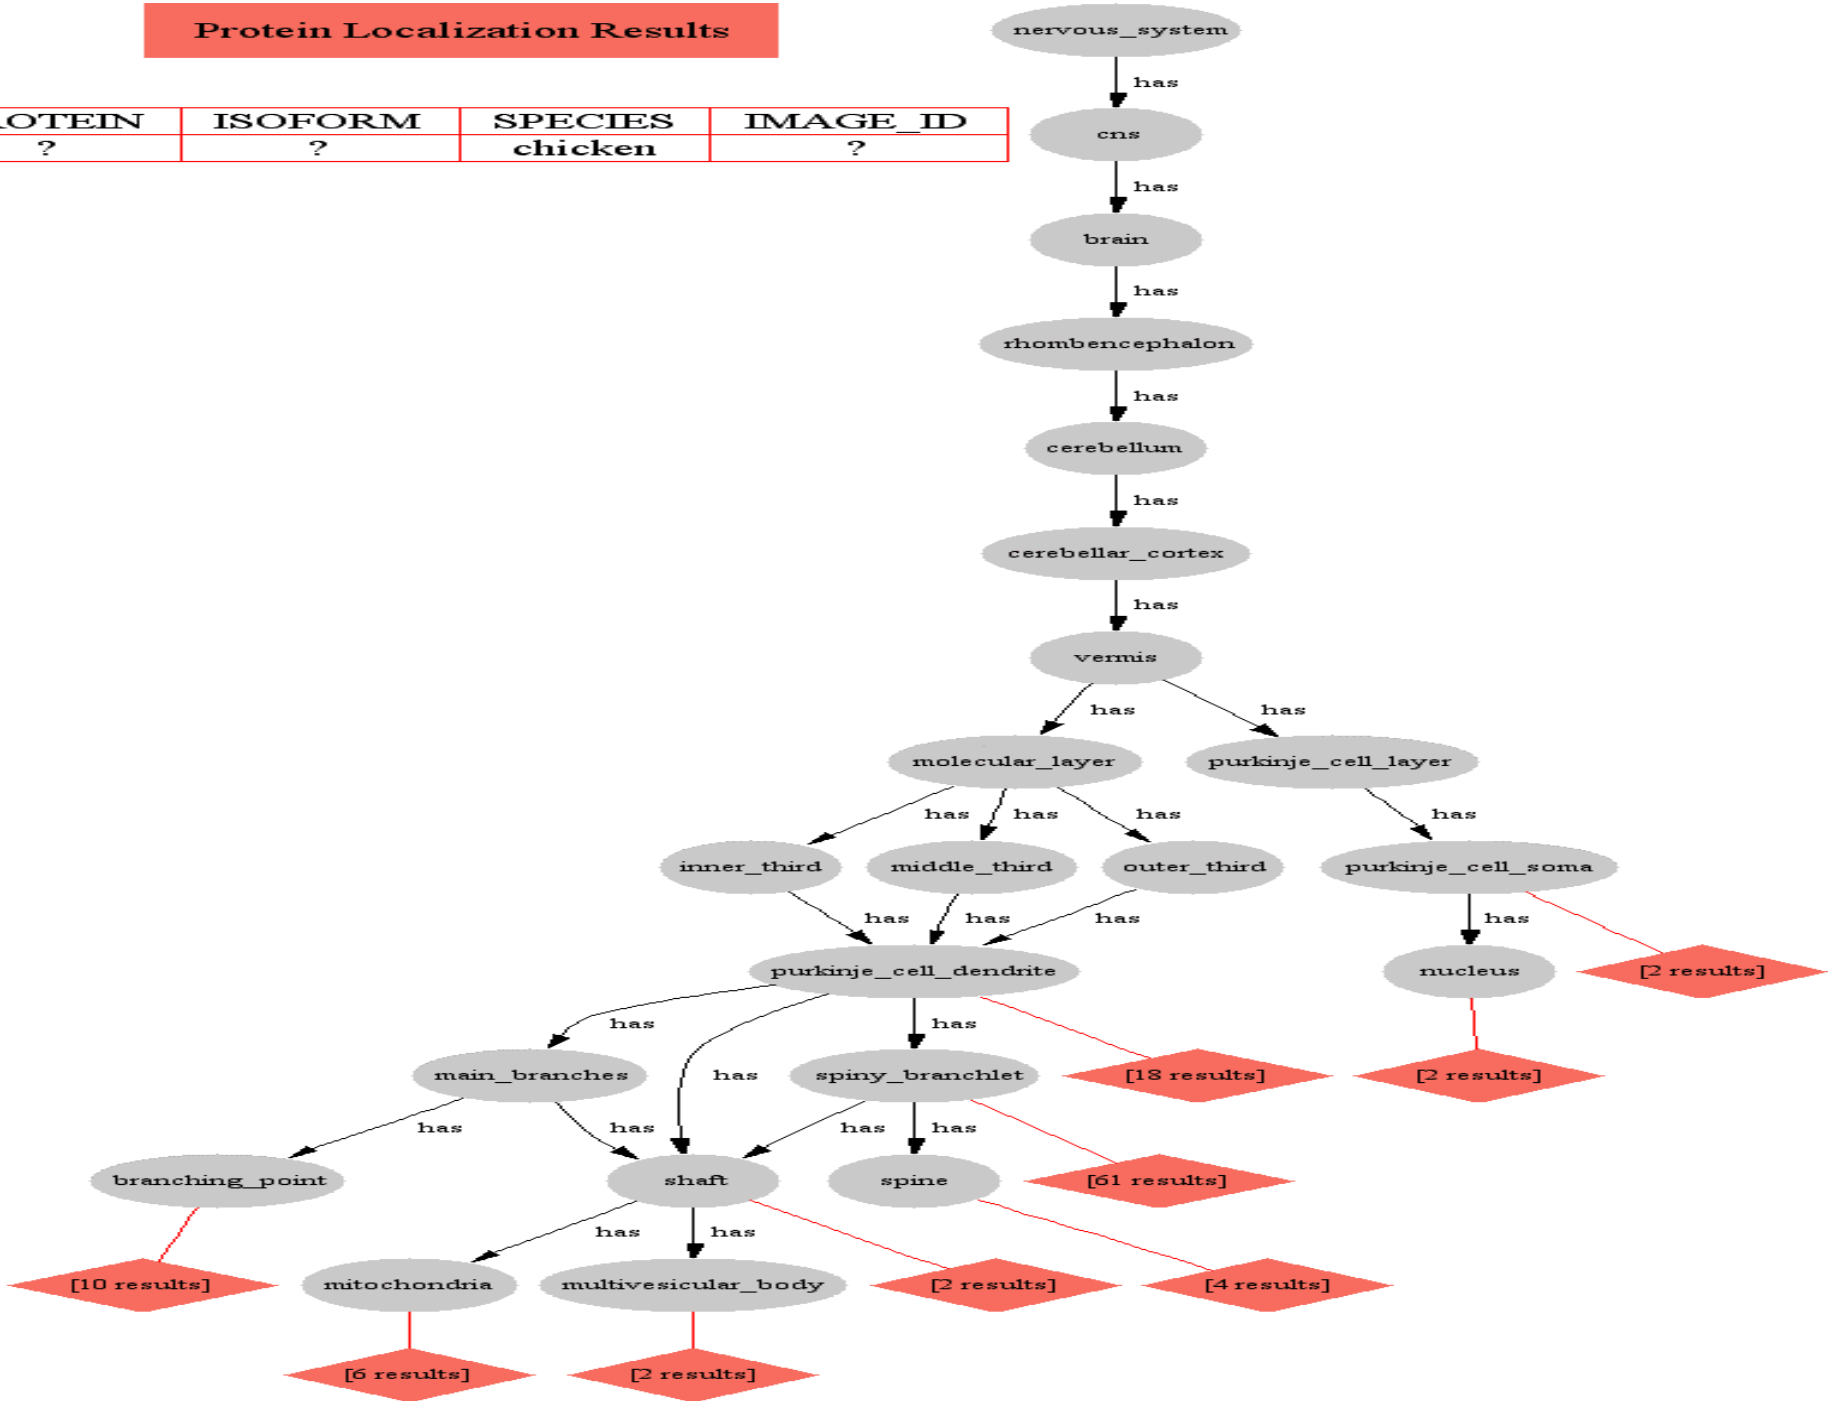 Protein Localization Results
nervous_system
has
OTEIN ISOFORM SPECIES IMAGE_ID
? ? chicken ?
cns
has
brain
has
rhombencephalon
has
cerebellum
has
cerebellar_cortex
has
vermis
has has
molecular_layer purkinje_cell_layer
has has has has
inner_third middle_third outer_third purkinje_cell_soma
has has has has
purkinje_cell_dendrite nucleus [2 results]
has has
main_branches has spiny_branchlet [18 results] [2 results]
has has has has
branching_point shaft spine [61 results]
has has
[10 results] mitochondria multivesicular_body [2 results] [4 results]
[6 results] [2 results]